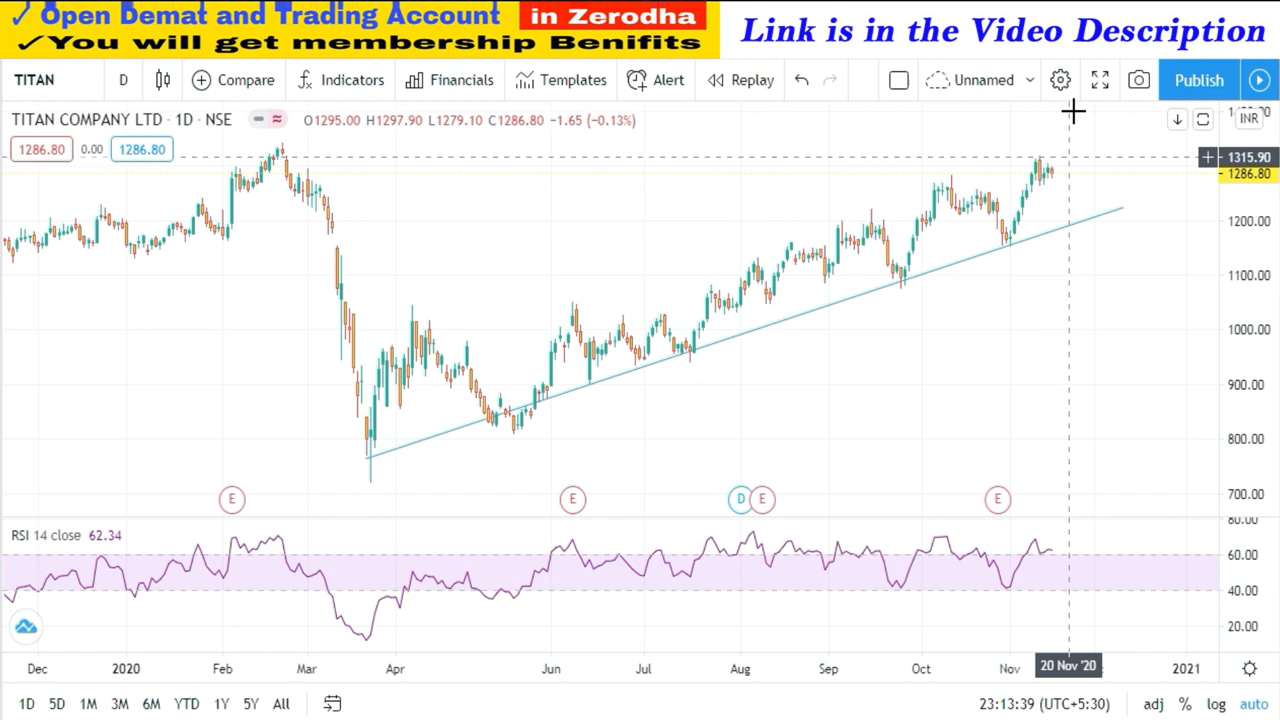 ✓ Open Demat and Trading Account in Zerodha
✓You will get membership Benifits
Link is in the Video Description
TITAN D Compare Indicators Financials Templates Alert Replay Unnamed Publish
TITAN COMPANY LTD · 1D · NSE O1295.00 H1297.90 L1279.10 C1286.80 −1.65 (−0.13%)
INR
1286.80 0.00 1286.80
1315.90
1286.80
1200.00
1100.00
1000.00
900.00
800.00
700.00
E E D E E
80.00
RSI 14 close 62.34
60.00
40.00
20.00
Dec 2020 Feb Mar Apr Jun Jul Aug Sep Oct Nov 20 Nov '20 2021
1D 5D 1M 3M 6M YTD 1Y 5Y All 23:13:39 (UTC+5:30) adj % log auto